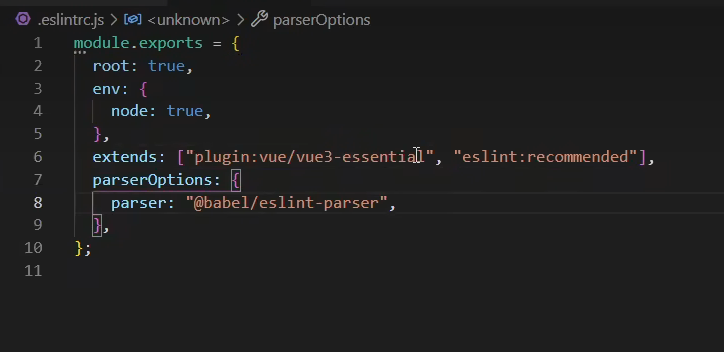 .eslintrc.js > <unknown> > parserOptions
1 module.exports = {
2 root: true,
3 env: {
4 node: true,
5 },
6 extends: ["plugin:vue/vue3-essential", "eslint:recommended"],
7 parserOptions: {
8 parser: "@babel/eslint-parser",
9 },
10 };
11